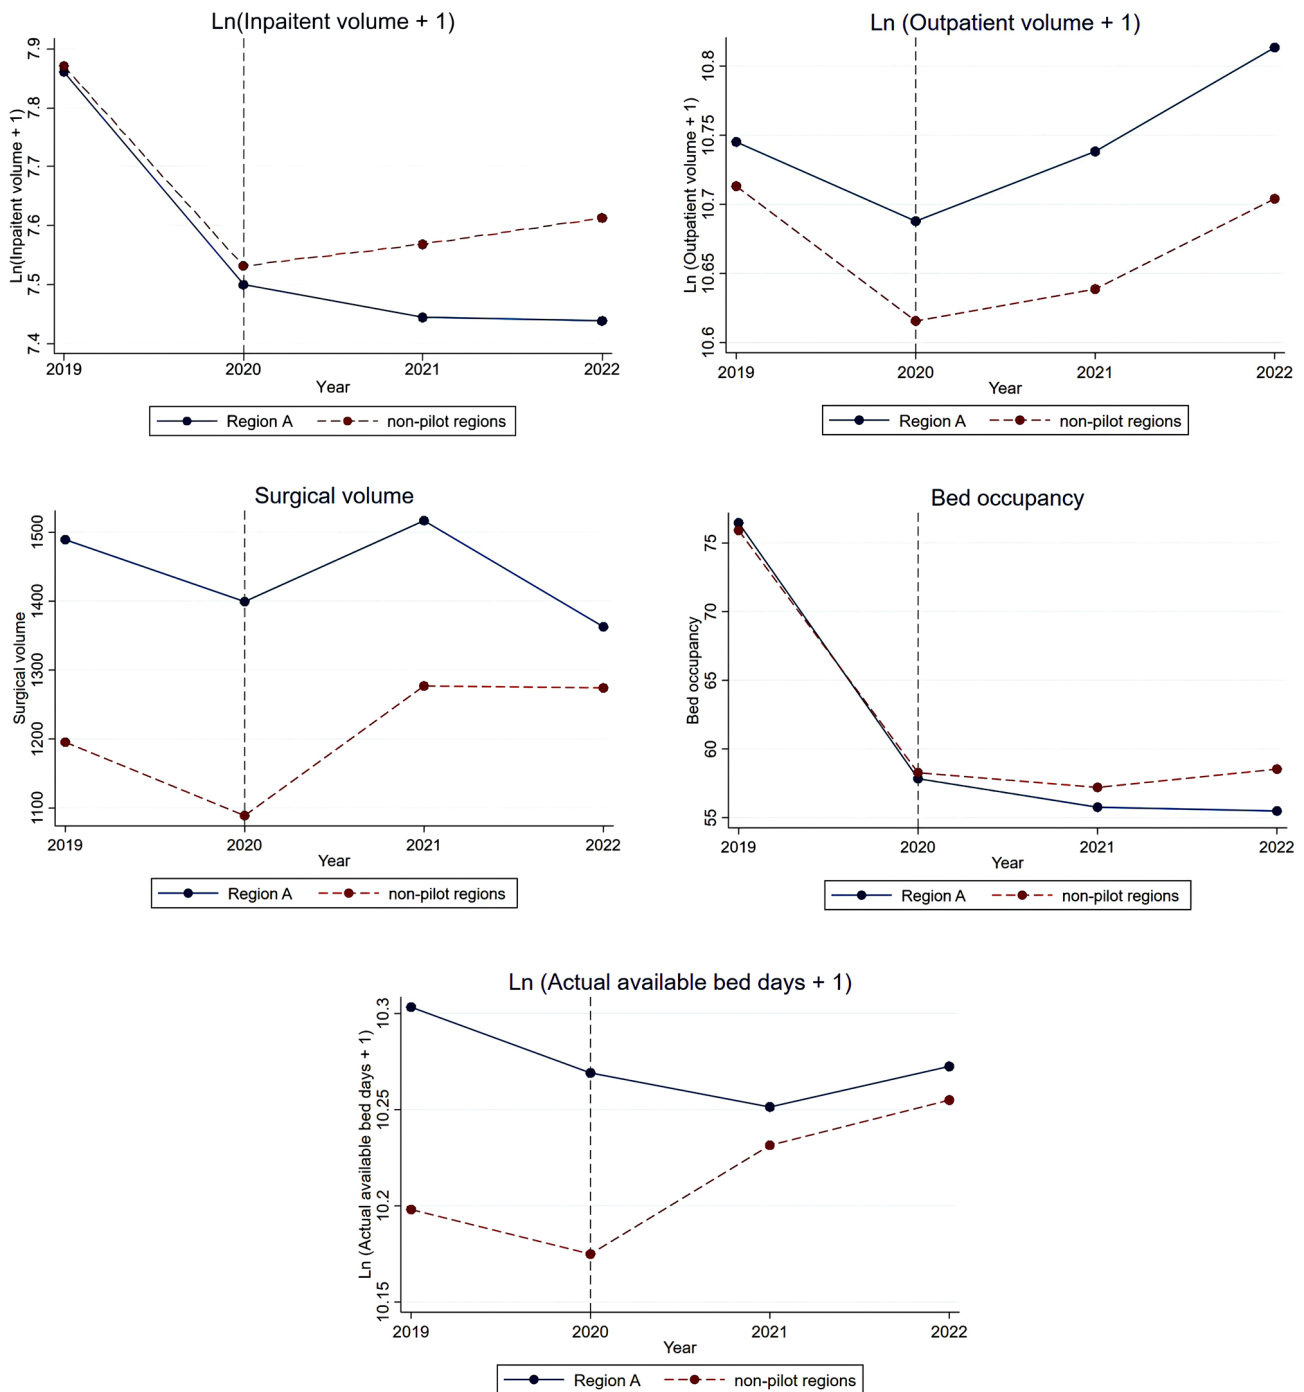 Ln(Inpaitent volume + 1)
Ln(Inpaitent volume + 1)
7.9
7.8
7.7
7.6
7.5
7.4
2019 2020 2021 2022
Year
Region A non-pilot regions
Ln (Outpatient volume + 1)
Ln (Outpatient volume + 1)
10.8
10.75
10.7
10.65
10.6
2019 2020 2021 2022
Year
Region A non-pilot regions
Surgical volume
Surgical volume
1500
1400
1300
1200
1100
2019 2020 2021 2022
Year
Region A non-pilot regions
Bed occupancy
Bed occupancy
75
70
65
60
55
2019 2020 2021 2022
Year
Region A non-pilot regions
Ln (Actual available bed days + 1)
Ln (Actual available bed days + 1)
10.3
10.25
10.2
10.15
2019 2020 2021 2022
Year
Region A non-pilot regions